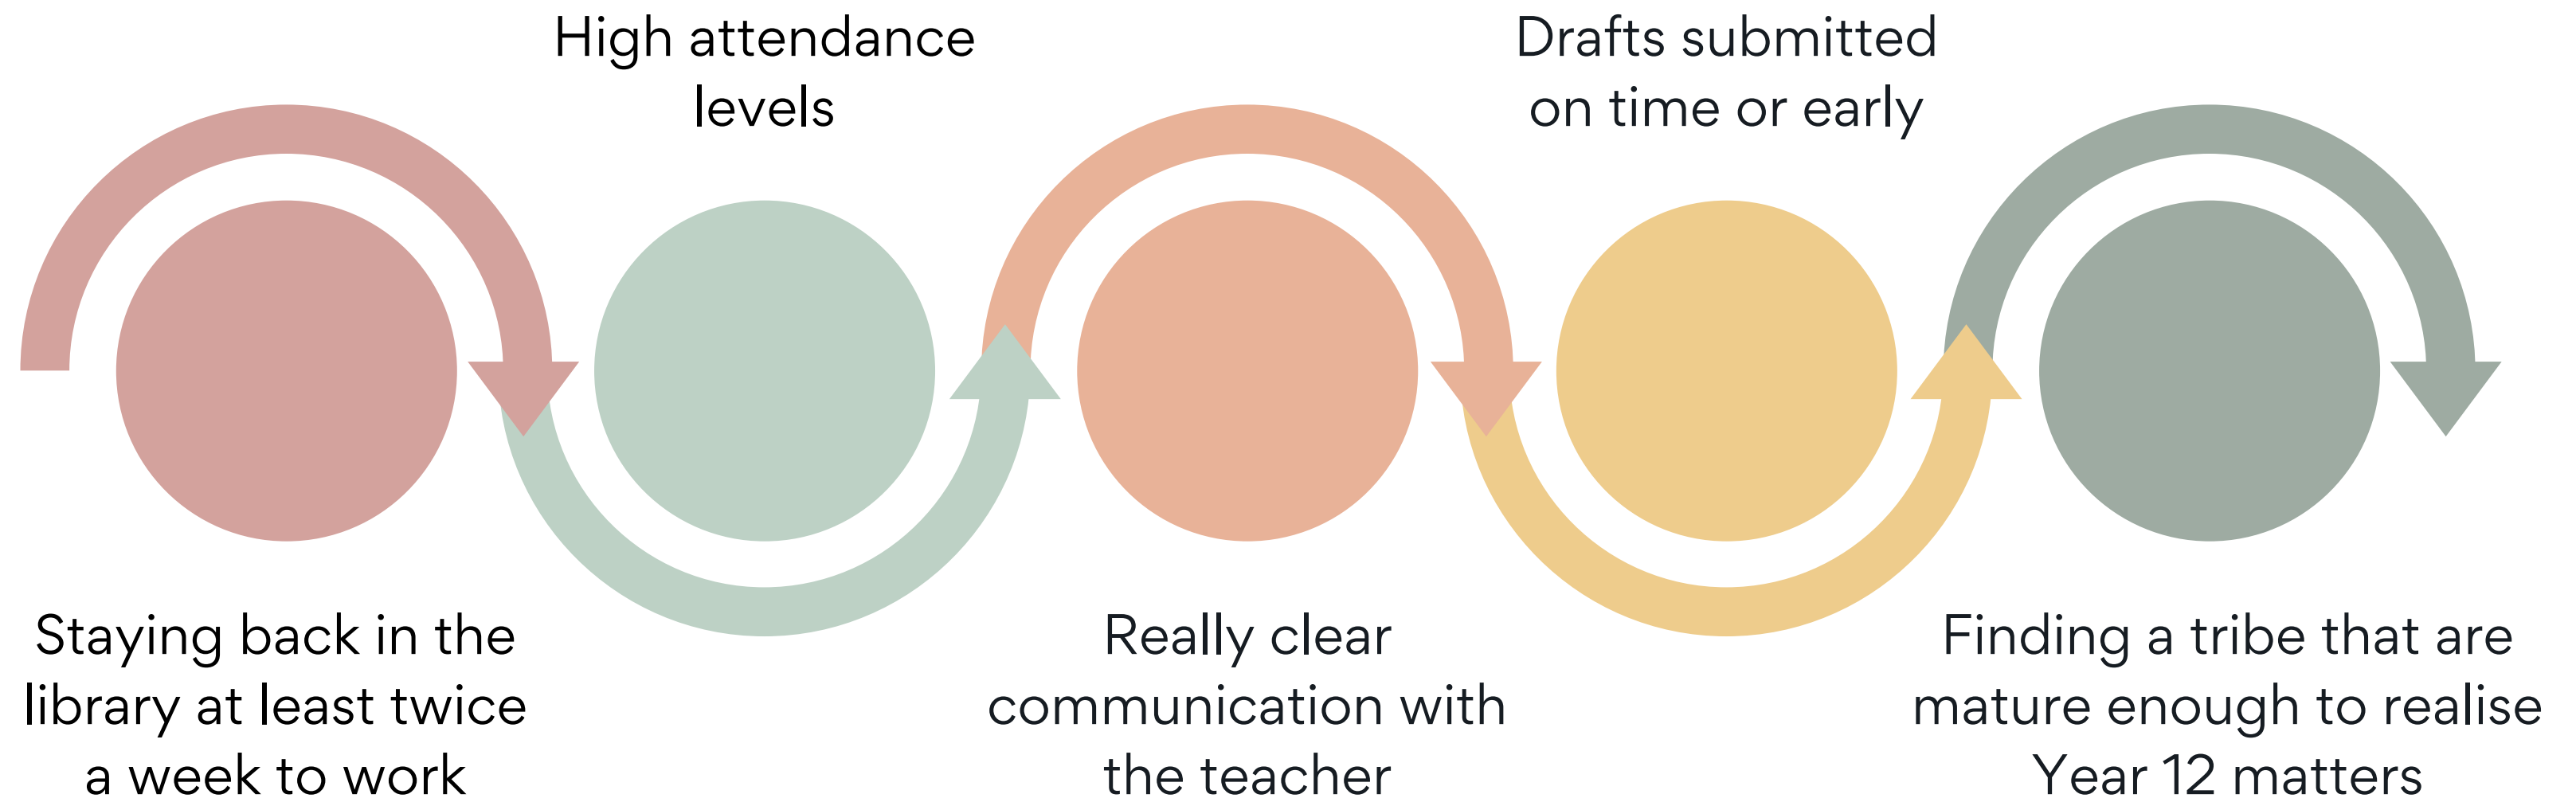 High attendance
levels
Drafts submitted
on time or early
Staying back in the
library at least twice
a week to work
Really clear
communication with
the teacher
Finding a tribe that are
mature enough to realise
Year 12 matters